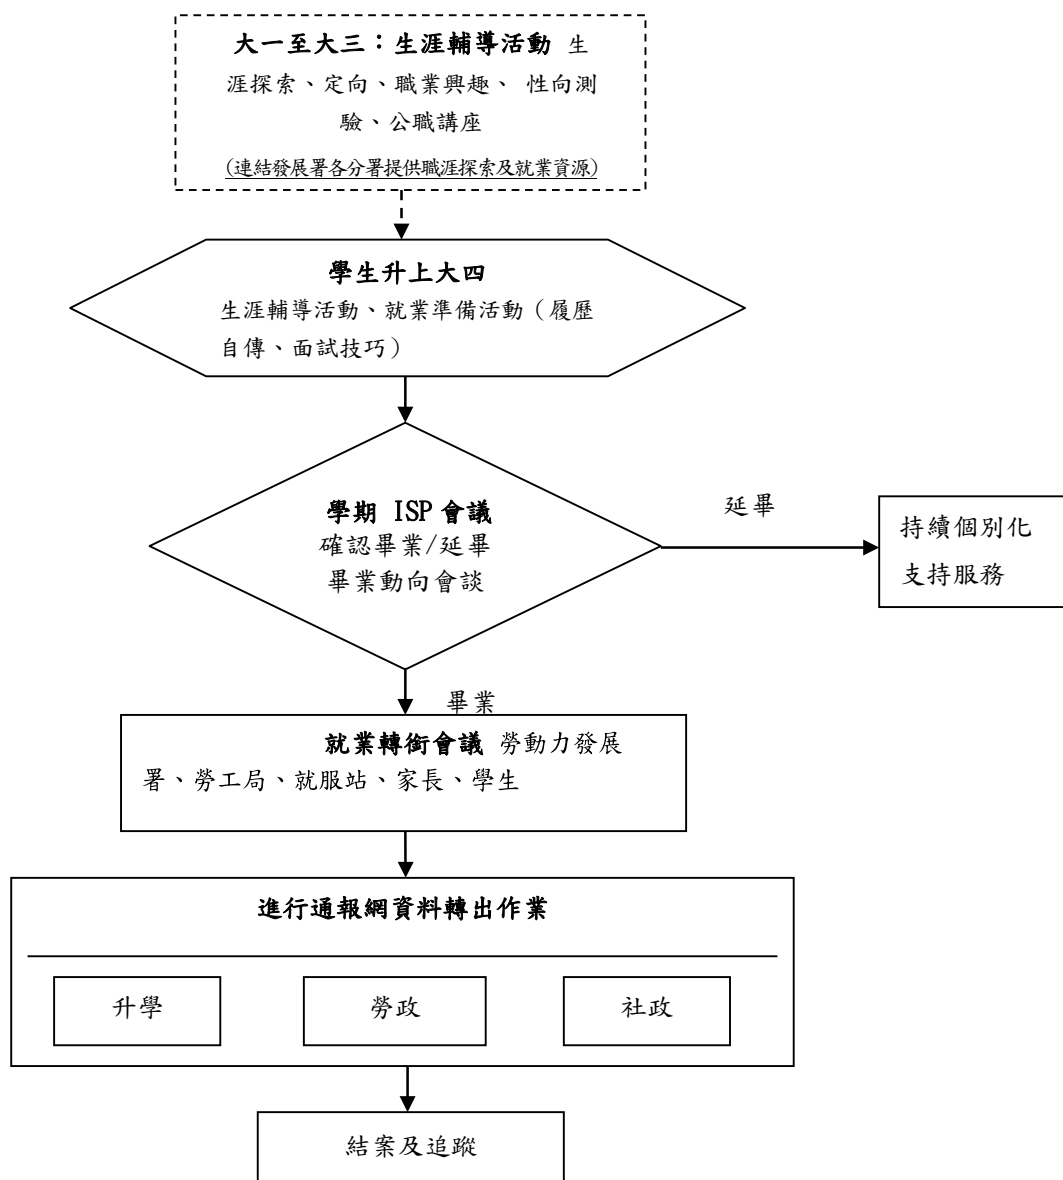 大一至大三：生涯輔導活動 生
涯探索、定向、職業興趣、 性向測
驗、公職講座
(連結發展署各分署提供職涯探索及就業資源)
學生升上大四
生涯輔導活動、就業準備活動（履歷
自傳、面試技巧）
學期 ISP 會議
確認畢業/延畢
畢業動向會談
延畢
持續個別化
支持服務
畢業
就業轉銜會議 勞動力發展
署、勞工局、就服站、家長、學生
進行通報網資料轉出作業
升學
勞政
社政
結案及追蹤